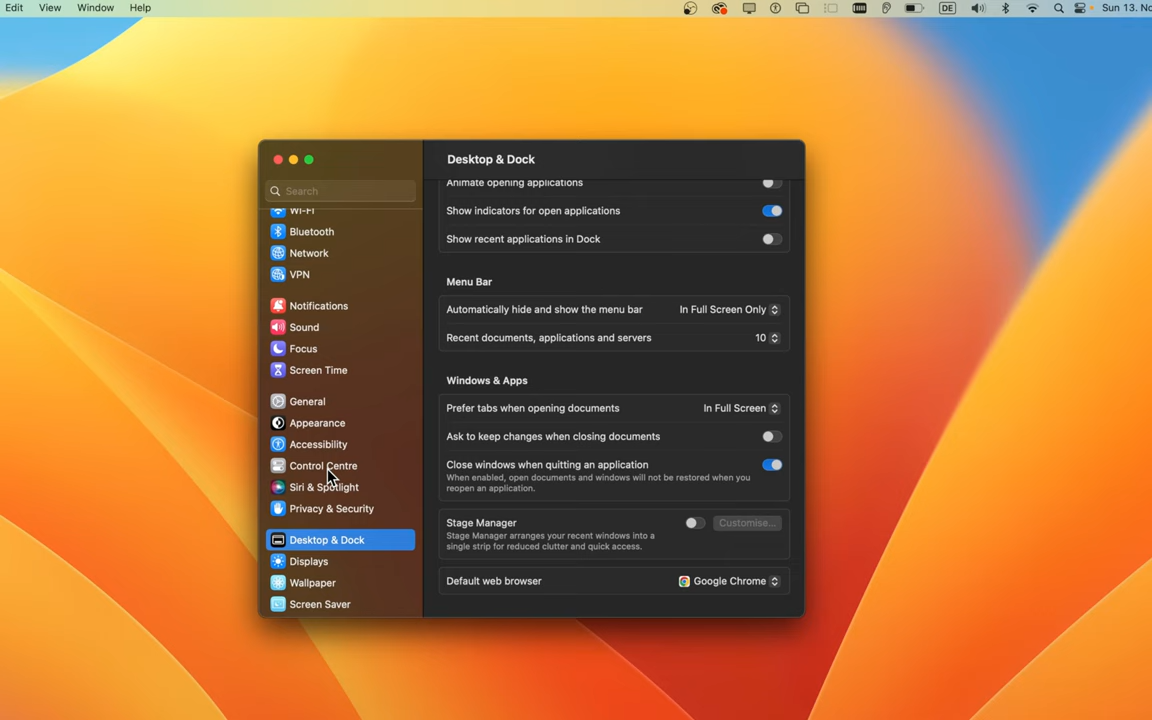 Edit View Window Help DE Sun 13. No
Desktop & Dock
Search
Wi-Fi
Bluetooth
Network
VPN
Notifications
Sound
Focus
Screen Time
General
Appearance
Accessibility
Control Centre
Siri & Spotlight
Privacy & Security
Desktop & Dock
Displays
Wallpaper
Screen Saver
Animate opening applications
Show indicators for open applications
Show recent applications in Dock
Menu Bar
Automatically hide and show the menu bar In Full Screen Only
Recent documents, applications and servers 10
Windows & Apps
Prefer tabs when opening documents In Full Screen
Ask to keep changes when closing documents
Close windows when quitting an application
When enabled, open documents and windows will not be restored when you
reopen an application.
Stage Manager Customise...
Stage Manager arranges your recent windows into a
single strip for reduced clutter and quick access.
Default web browser Google Chrome